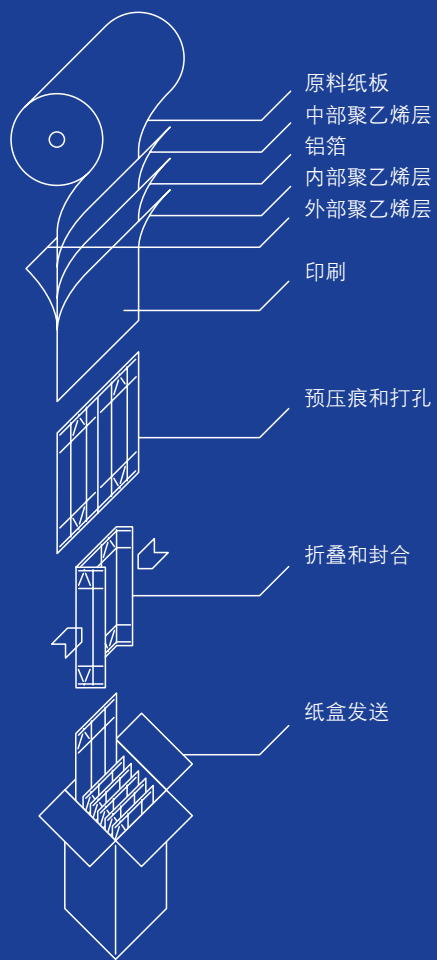 原料纸板
中部聚乙烯层
铝箔
内部聚乙烯层
外部聚乙烯层
印刷
预压痕和打孔
折叠和封合
纸盒发送